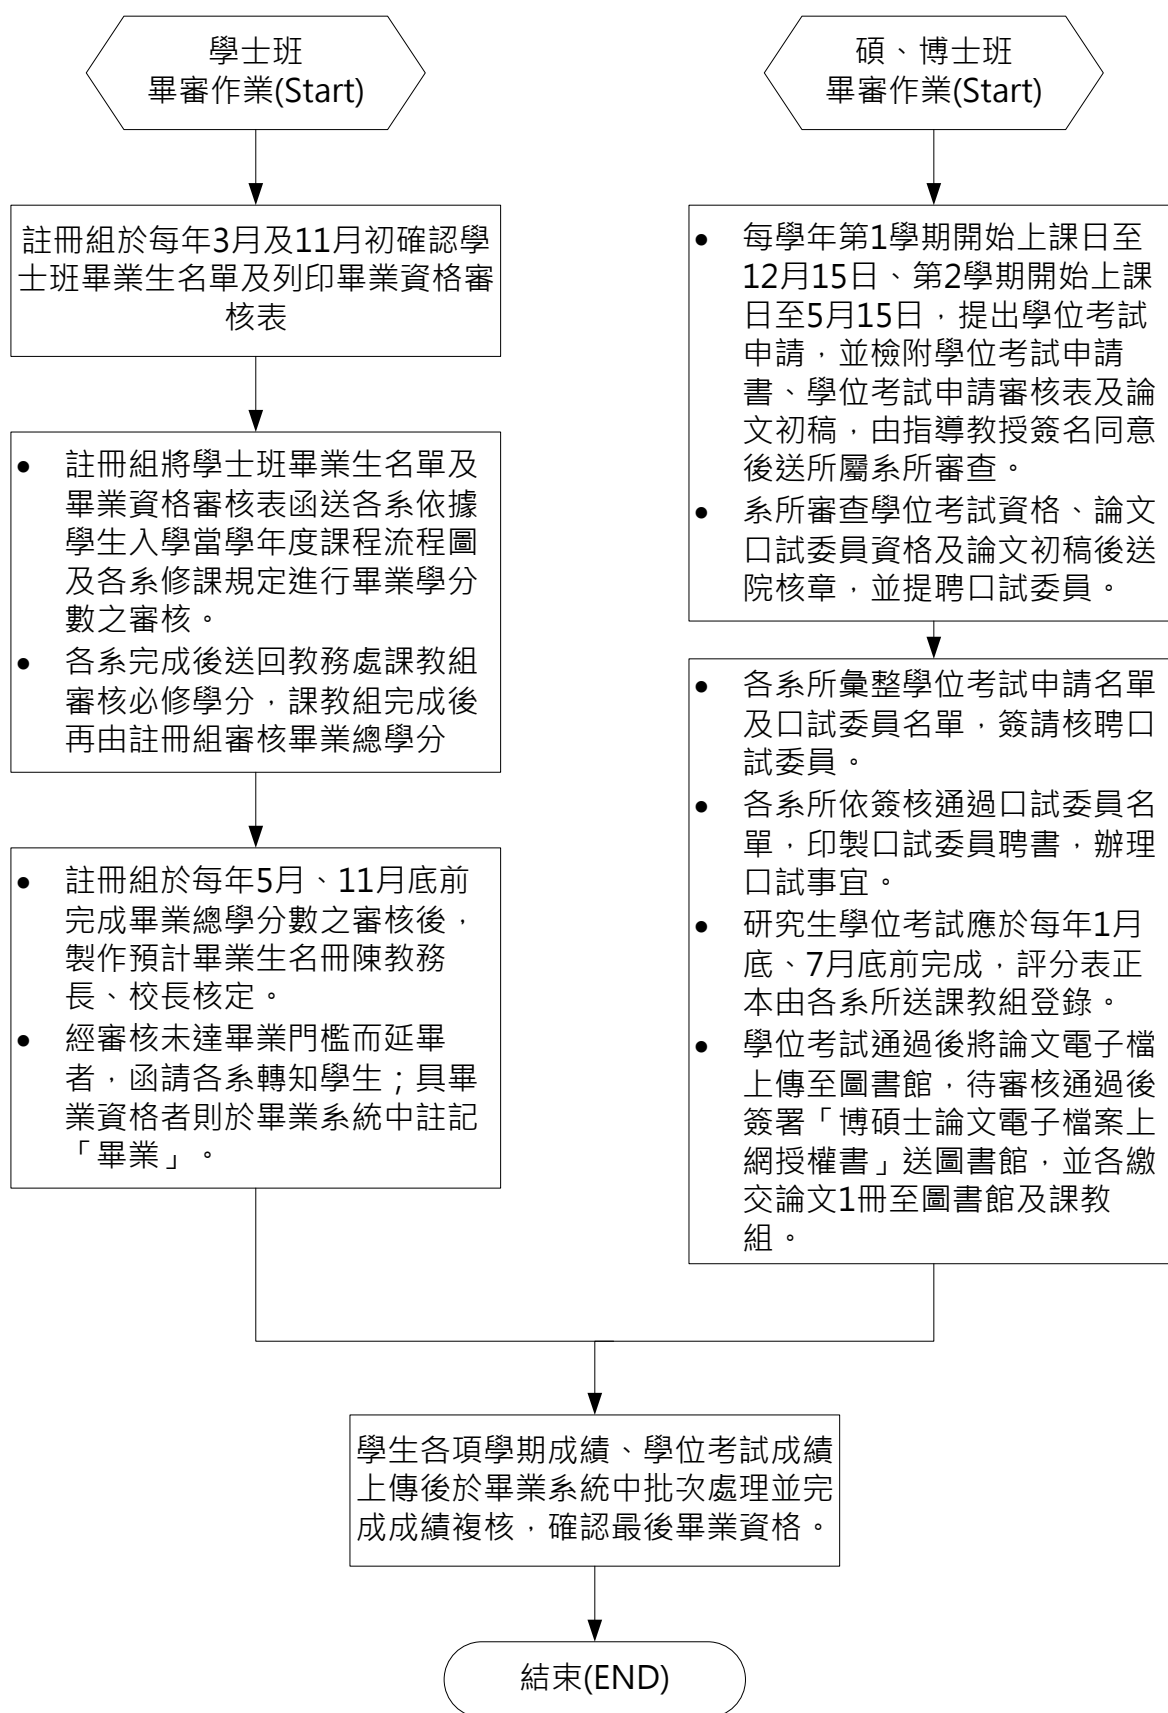 學士班
畢審作業(Start)
註冊組於每年3月及11月初確認學
士班畢業生名單及列印畢業資格審
核表
● 註冊組將學士班畢業生名單及
畢業資格審核表函送各系依據
學生入學當學年度課程流程圖
及各系修課規定進行畢業學分
數之審核。
● 各系完成後送回教務處課教組
審核必修學分，課教組完成後
再由註冊組審核畢業總學分
● 註冊組於每年5月、11月底前
完成畢業總學分數之審核後，
製作預計畢業生名冊陳教務
長、校長核定。
● 經審核未達畢業門檻而延畢
者，函請各系轉知學生；具畢
業資格者則於畢業系統中註記
「畢業」。
碩、博士班
畢審作業(Start)
● 每學年第1學期開始上課日至
12月15日、第2學期開始上課
日至5月15日，提出學位考試
申請，並檢附學位考試申請
書、學位考試申請審核表及論
文初稿，由指導教授簽名同意
後送所屬系所審查。
● 系所審查學位考試資格、論文
口試委員資格及論文初稿後送
院核章，並提聘口試委員。
● 各系所彙整學位考試申請名單
及口試委員名單，簽請核聘口
試委員。
● 各系所依簽核通過口試委員名
單，印製口試委員聘書，辦理
口試事宜。
● 研究生學位考試應於每年1月
底、7月底前完成，評分表正
本由各系所送課教組登錄。
● 學位考試通過後將論文電子檔
上傳至圖書館，待審核通過後
簽署「博碩士論文電子檔案上
網授權書」送圖書館，並各繳
交論文1冊至圖書館及課教
組。
學生各項學期成績、學位考試成績
上傳後於畢業系統中批次處理並完
成成績複核，確認最後畢業資格。
結束(END)